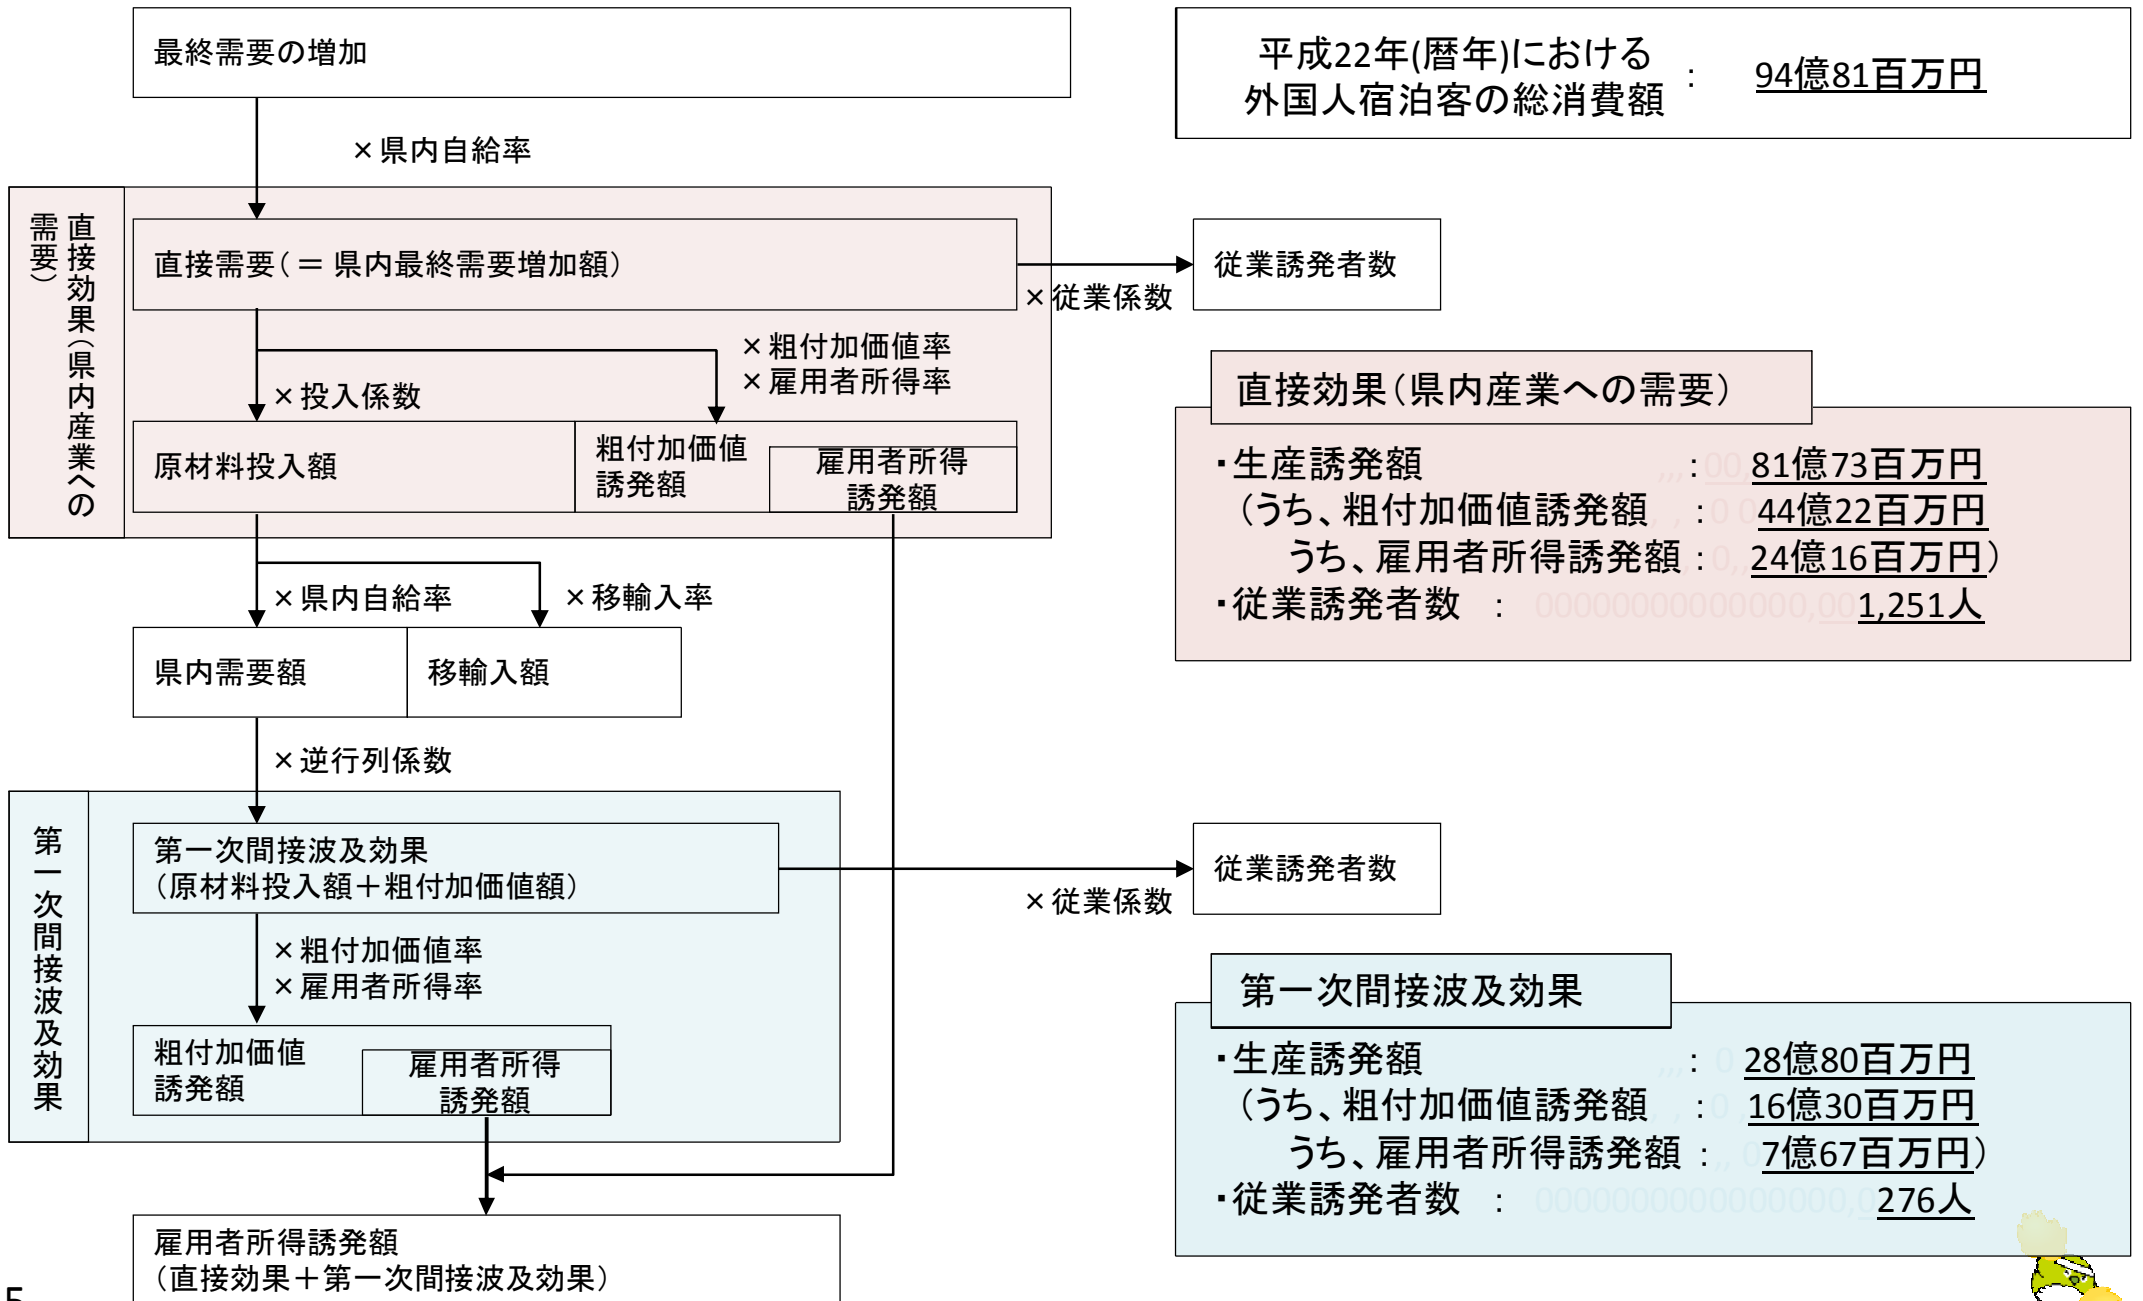 最終需要の増加
平成22年(暦年)における
外国人宿泊客の総消費額 : 94億81百万円
×県内自給率
直接効果（県内産業への
需要）
直接需要（＝県内最終需要増加額）
従業誘発者数
×従業係数
×粗付加価値率
×雇用者所得率
×投入係数
原材料投入額
粗付加価値
誘発額
雇用者所得
誘発額
直接効果（県内産業への需要）
・生産誘発額 : 81億73百万円
（うち、粗付加価値誘発額 : 44億22百万円
うち、雇用者所得誘発額 : 24億16百万円）
・従業誘発者数 : 1,251人
×県内自給率
×移輸入率
県内需要額
移輸入額
×逆行列係数
第一次間接波及効果
第一次間接波及効果
（原材料投入額＋粗付加価値額）
従業誘発者数
×従業係数
×粗付加価値率
×雇用者所得率
粗付加価値
誘発額
雇用者所得
誘発額
第一次間接波及効果
・生産誘発額 : 28億80百万円
（うち、粗付加価値誘発額 : 16億30百万円
うち、雇用者所得誘発額 : 7億67百万円）
・従業誘発者数 : 276人
雇用者所得誘発額
（直接効果＋第一次間接波及効果）
5